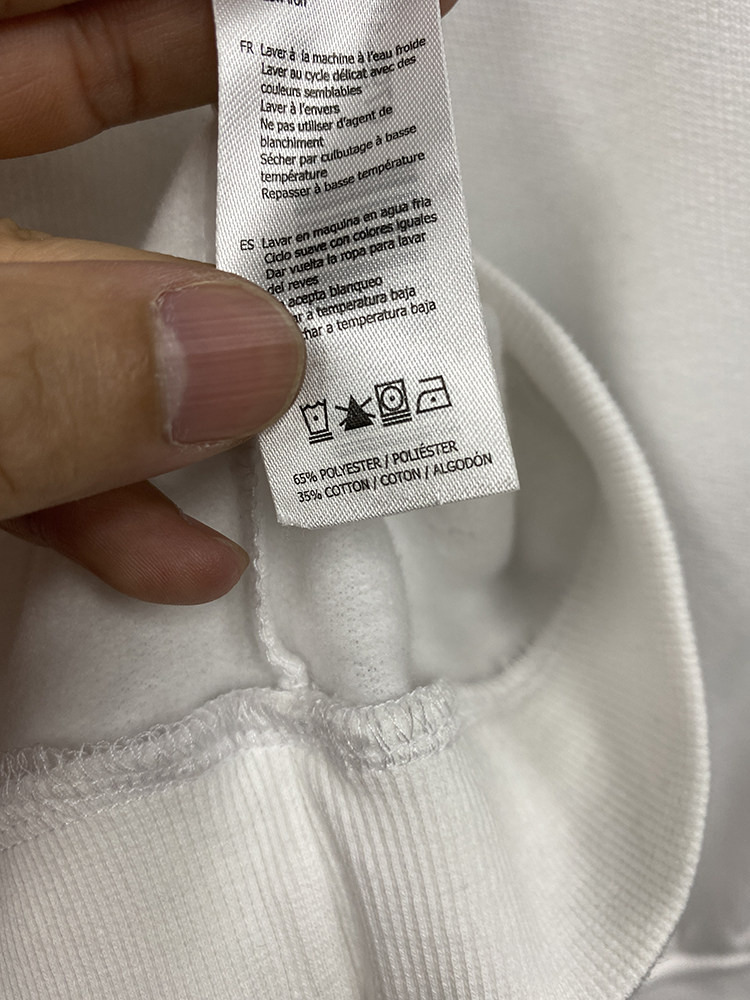 FR Laver à la machine à l'eau froide
Laver au cycle délicat avec des
couleurs semblables
Laver à l'envers
Ne pas utiliser d'agent de
blanchiment
Sécher par culbutage à basse
température
Repasser à basse température
ES Lavar en maquina en agua fria
Ciclo suave con colores iguales
Dar vuelta la ropa para lavar
del reves
acepta blanqueo
a temperatura baja
a temperatura baja
65% POLYESTER / POLIÉSTER
35% COTTON / COTON / ALGODÓN